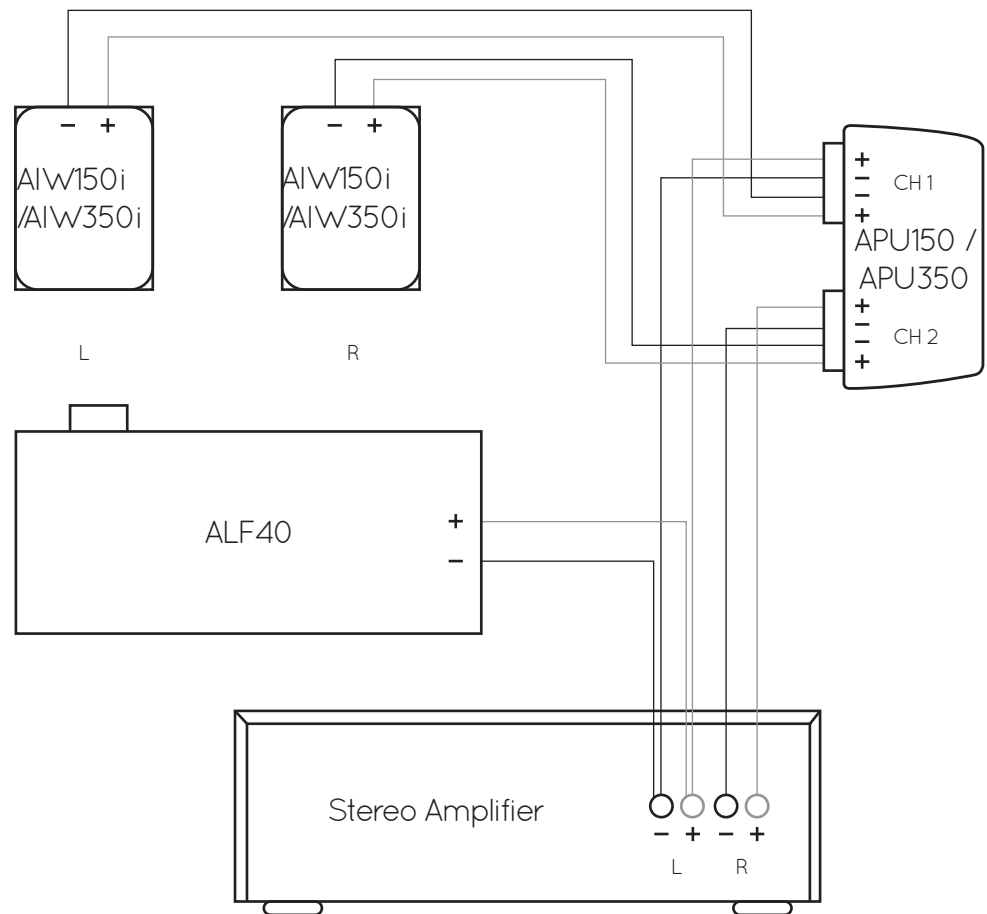 − +
AIW150i
/AIW350i
L
− +
AIW150i
/AIW350i
R
+
−
−
+
CH 1
APU150 /
APU350
+
−
−
+
CH 2
ALF40
+
−
Stereo Amplifier
− + − +
L R